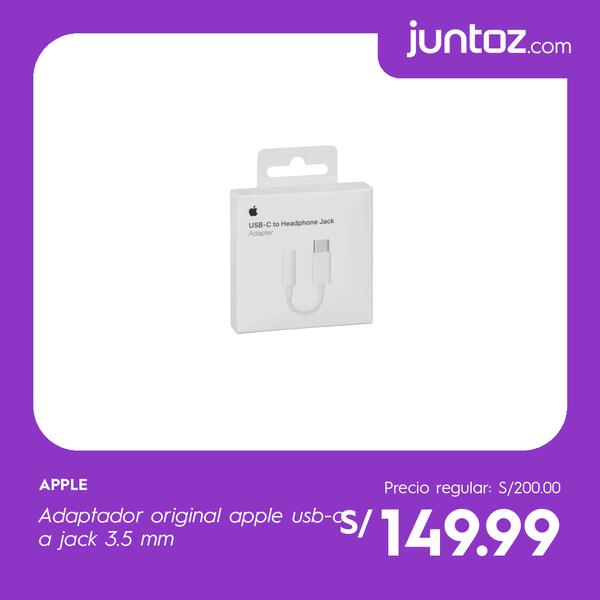 juntoz.com
USB-C to Headphone Jack
Adapter
APPLE
Precio regular: S/200.00
Adaptador original apple usb-c
a jack 3.5 mm
S/149.99